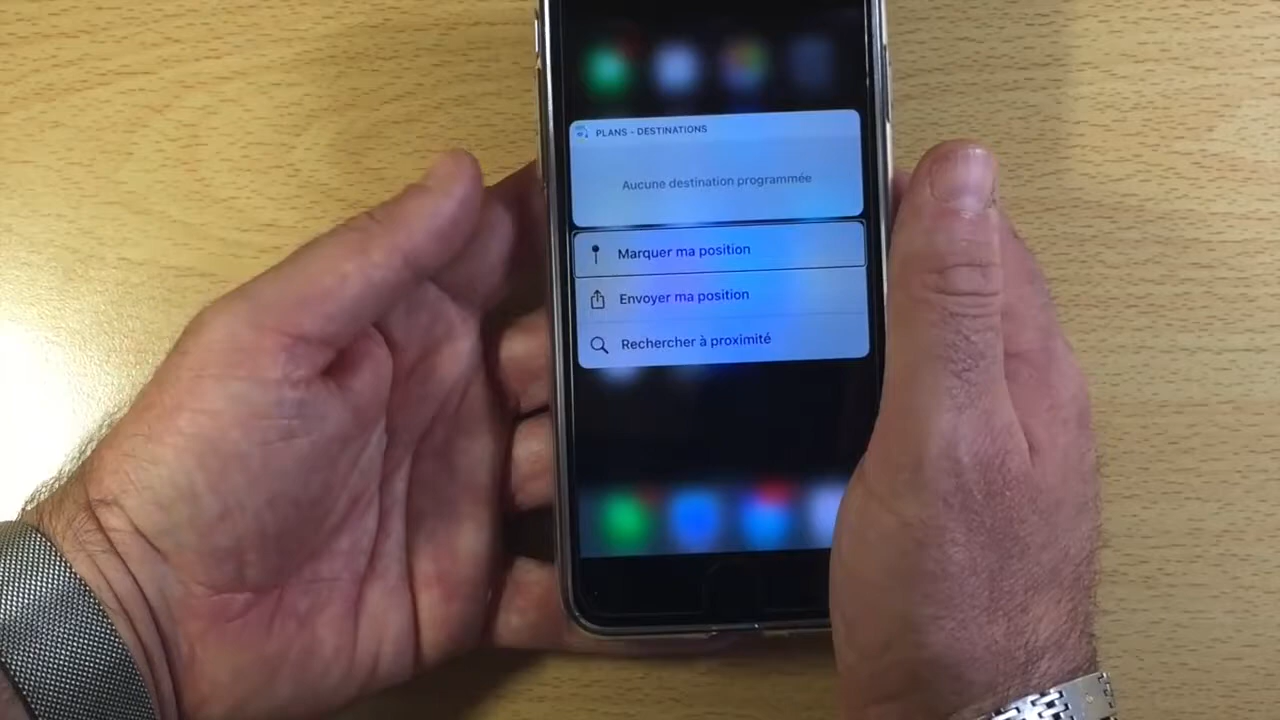 PLANS - DESTINATIONS
Aucune destination programmée
Marquer ma position
Envoyer ma position
Rechercher à proximité